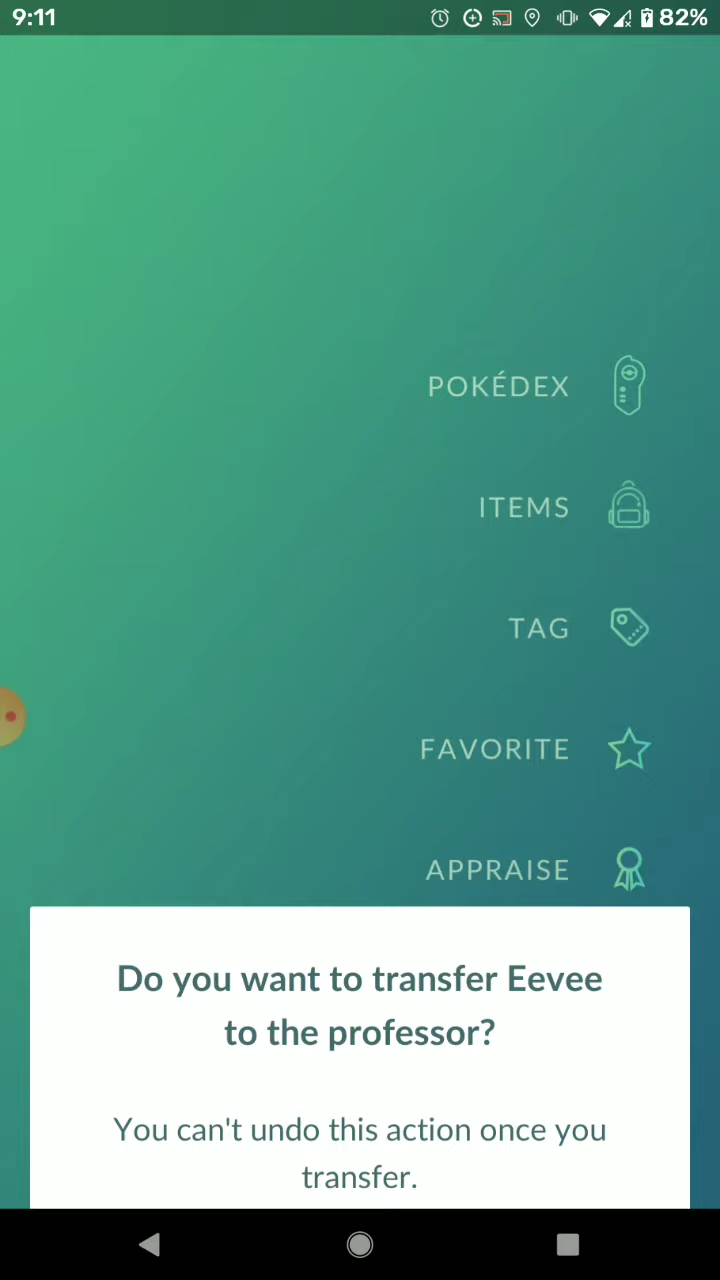 9:11
82%
POKÉDEX
ITEMS
TAG
FAVORITE
APPRAISE
Do you want to transfer Eevee
to the professor?
You can't undo this action once you
transfer.